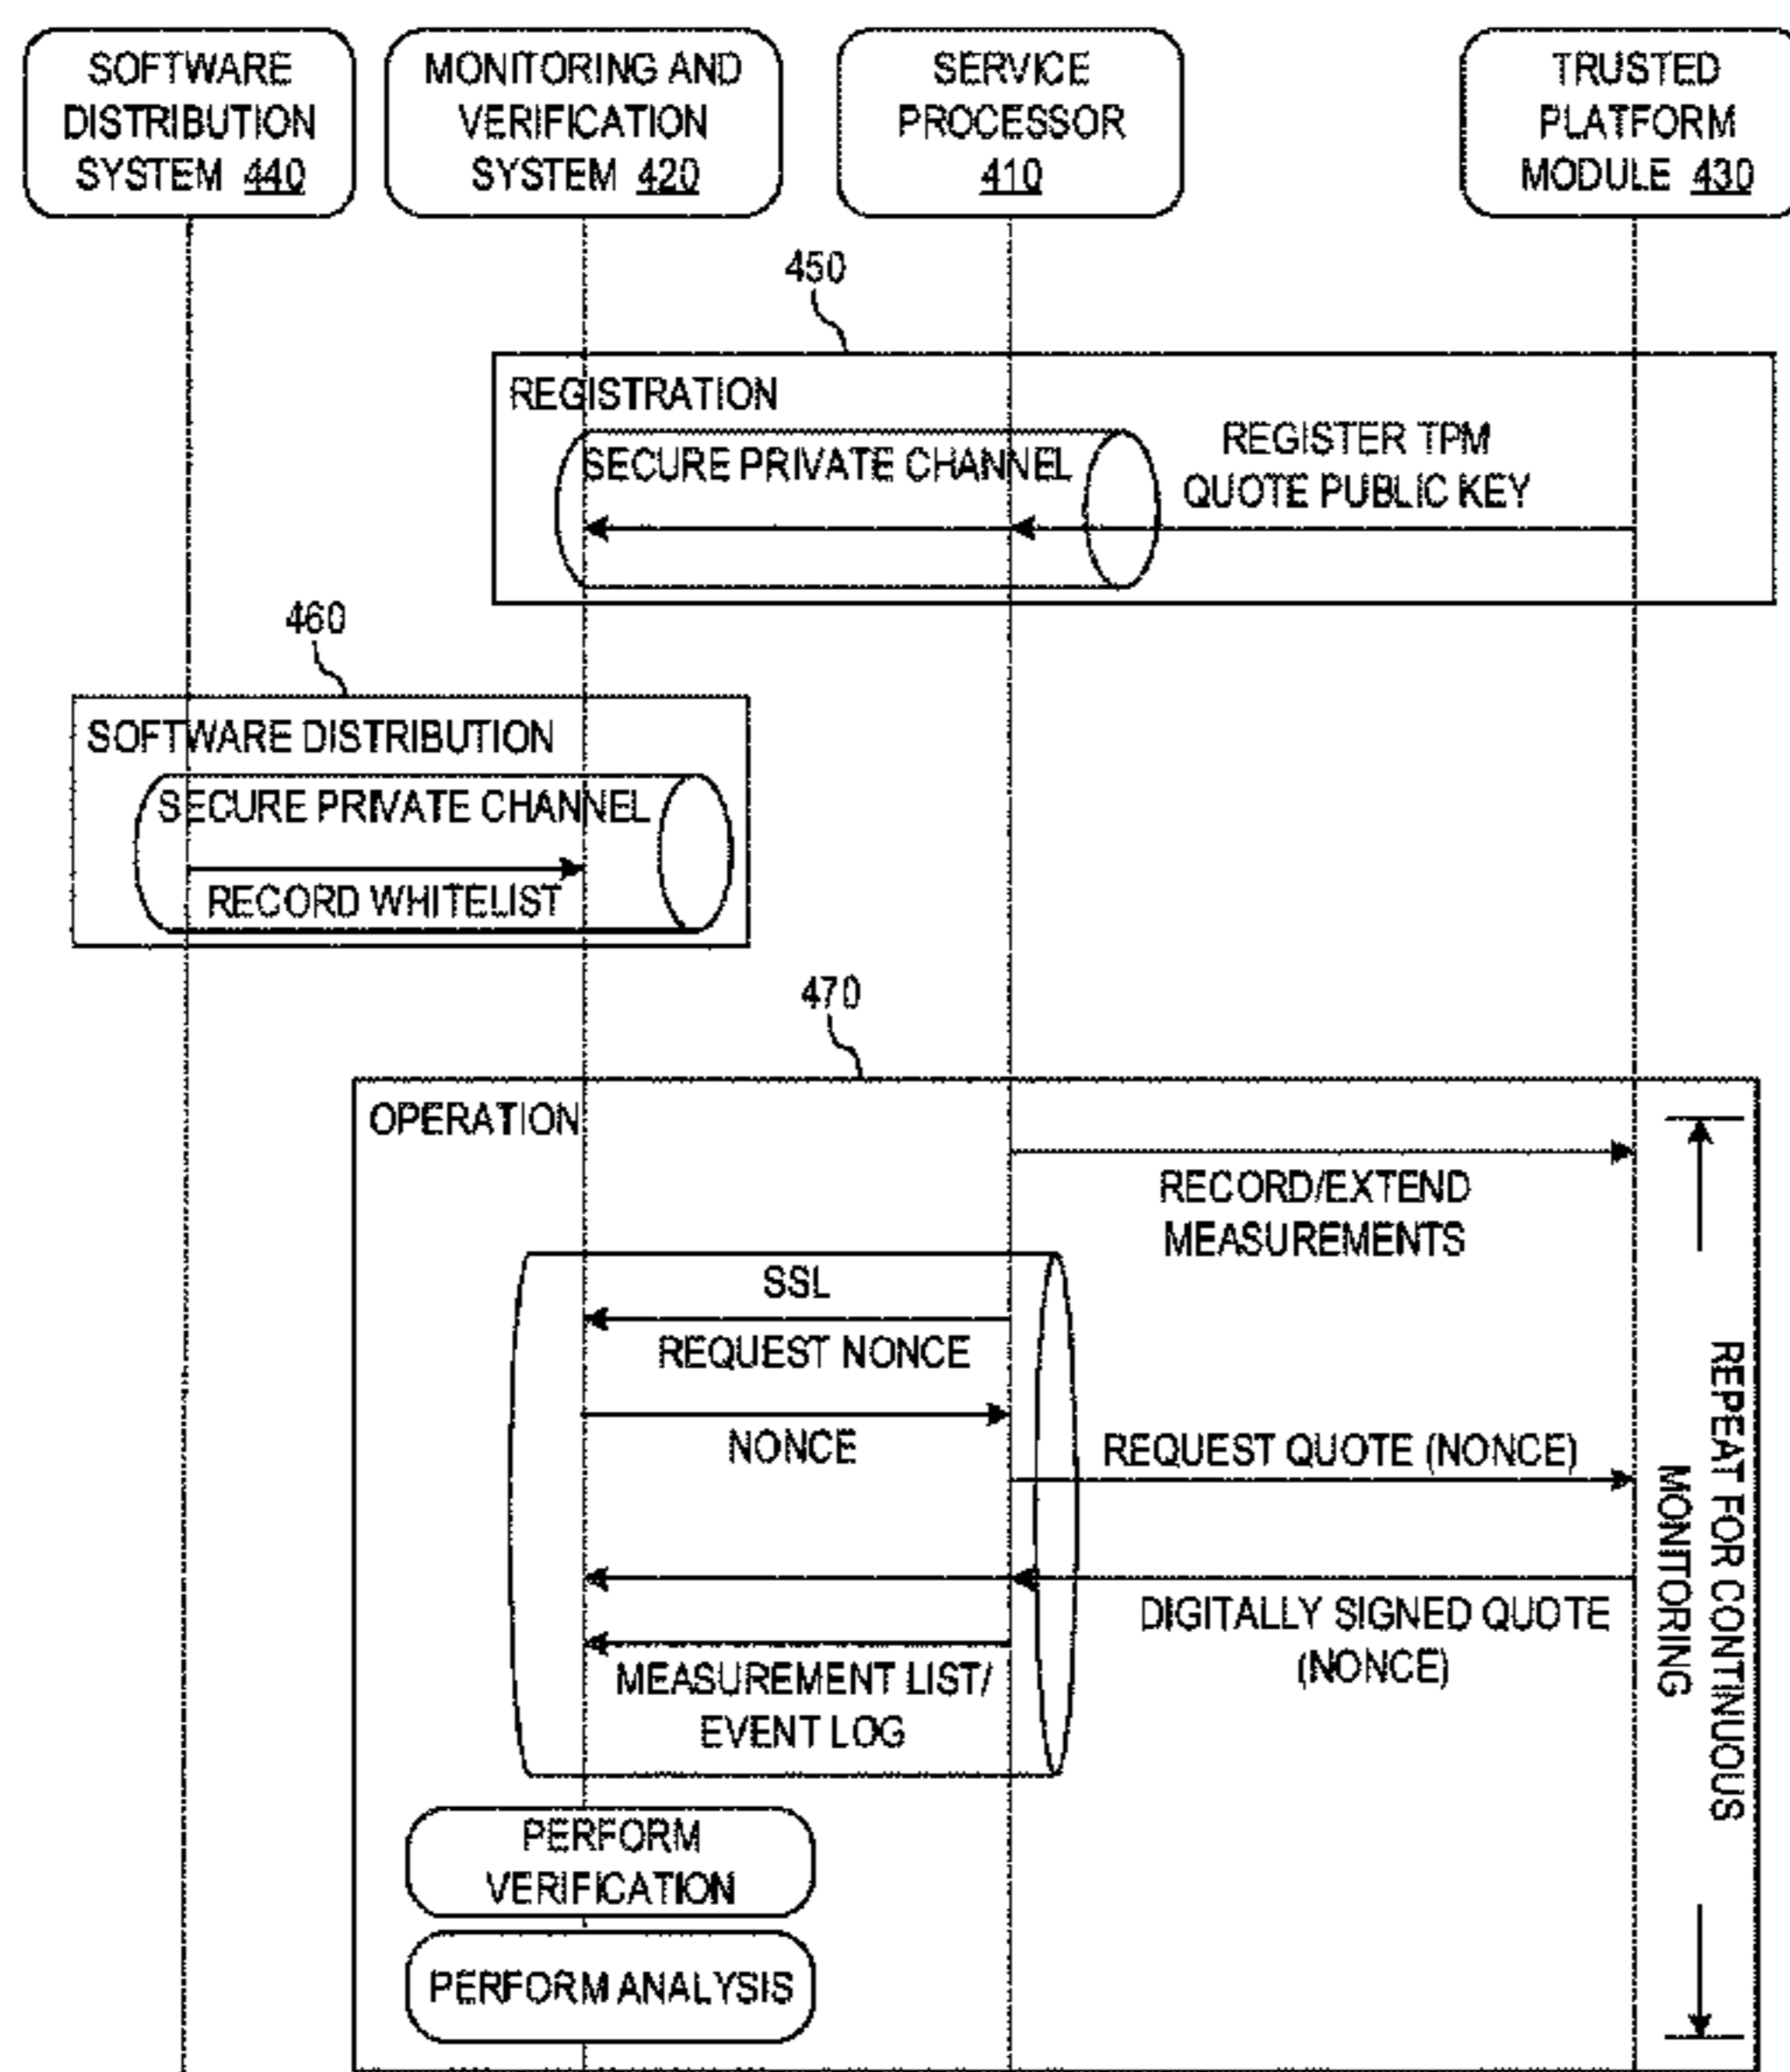 SOFTWARE
DISTRIBUTION
SYSTEM 440
MONITORING AND
VERIFICATION
SYSTEM 420
SERVICE
PROCESSOR
410
TRUSTED
PLATFORM
MODULE 430
450
REGISTRATION
SECURE PRIVATE CHANNEL
REGISTER TPM
QUOTE PUBLIC KEY
460
SOFTWARE DISTRIBUTION
SECURE PRIVATE CHANNEL
RECORD WHITELIST
470
OPERATION
RECORD/EXTEND
MEASUREMENTS
SSL
REQUEST NONCE
NONCE
REQUEST QUOTE (NONCE)
DIGITALLY SIGNED QUOTE
(NONCE)
MEASUREMENT LIST/
EVENT LOG
REPEAT FOR CONTINUOUS
MONITORING
PERFORM
VERIFICATION
PERFORM ANALYSIS